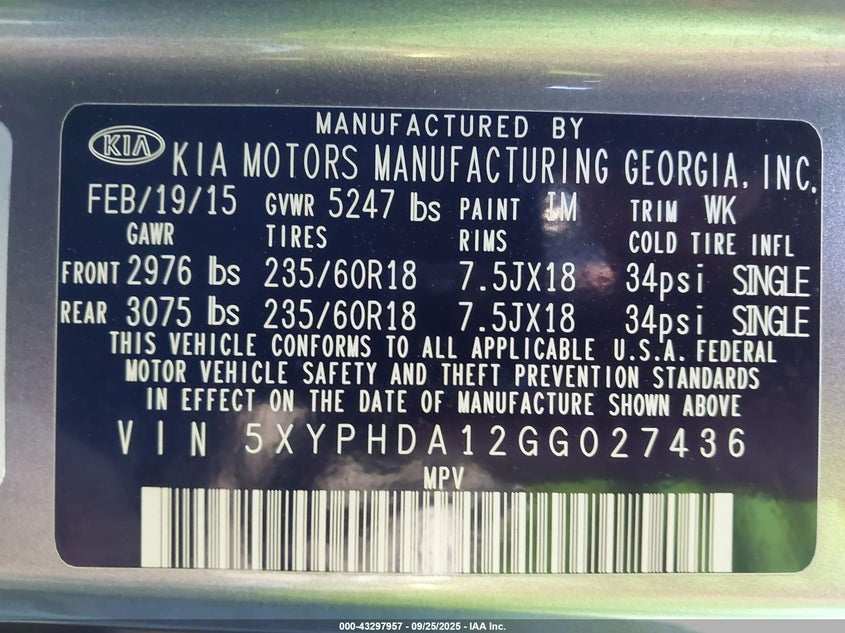 MANUFACTURED BY
KIA KIA MOTORS MANUFACTURING GEORGIA, INC.
FEB/19/15 GVWR 5247 lbs PAINT IM TRIM WK
GAWR TIRES RIMS COLD TIRE INFL
FRONT 2976 lbs 235/60R18 7.5JX18 34psi SINGLE
REAR 3075 lbs 235/60R18 7.5JX18 34psi SINGLE
THIS VEHICLE CONFORMS TO ALL APPLICABLE U.S.A. FEDERAL
MOTOR VEHICLE SAFETY AND THEFT PREVENTION STANDARDS
IN EFFECT ON THE DATE OF MANUFACTURE SHOWN ABOVE
VIN 5XYPHDA12GG027436
MPV
000-43297957 - 09/25/2025 - IAA Inc.